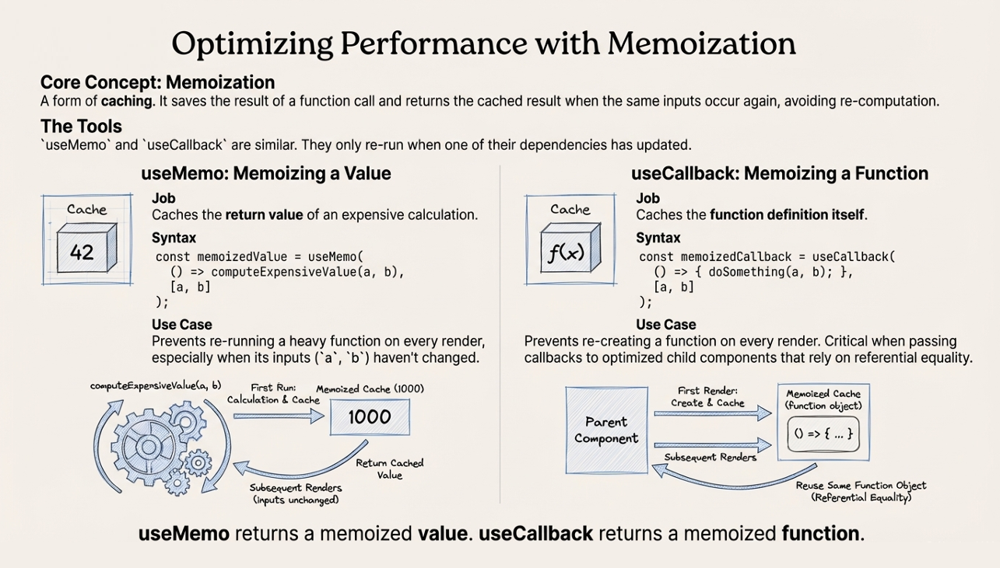 Optimizing Performance with Memoization
Core Concept: Memoization
A form of caching. It saves the result of a function call and returns the cached result when the same inputs occur again, avoiding re-computation.
The Tools
`useMemo` and `useCallback` are similar. They only re-run when one of their dependencies has updated.
useMemo: Memoizing a Value
Cache
42
Job
Caches the return value of an expensive calculation.
Syntax
const memoizedValue = useMemo(
() => computeExpensiveValue(a, b),
[a, b]
);
Use Case
Prevents re-running a heavy function on every render,
especially when its inputs (`a`, `b`) haven't changed.
computeExpensiveValue(a, b)
First Run:
Calculation & Cache
Memoized Cache (1000)
1000
Return Cached
Value
Subsequent Renders
(inputs unchanged)
useCallback: Memoizing a Function
Cache
f(x)
Job
Caches the function definition itself.
Syntax
const memoizedCallback = useCallback(
() => { doSomething(a, b); },
[a, b]
);
Use Case
Prevents re-creating a function on every render. Critical when passing
callbacks to optimized child components that rely on referential equality.
Parent
Component
First Render:
Create & Cache
Subsequent Renders
Memoized Cache
(function object)
() => { ... }
Reuse Same Function Object
(Referential Equality)
useMemo returns a memoized value. useCallback returns a memoized function.